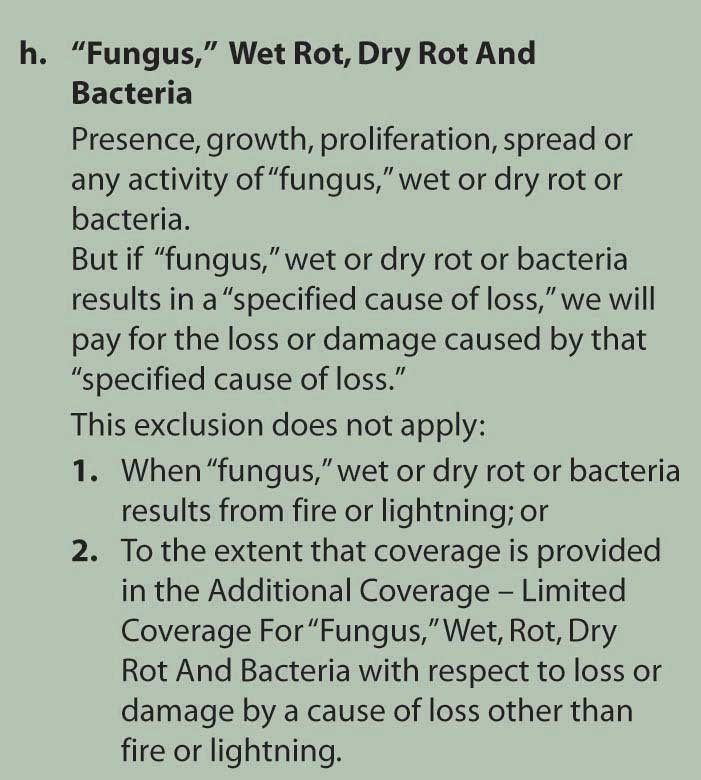 h. “Fungus,” Wet Rot, Dry Rot And
Bacteria
Presence, growth, proliferation, spread or
any activity of “fungus,” wet or dry rot or
bacteria.
But if “fungus,” wet or dry rot or bacteria
results in a “specified cause of loss,” we will
pay for the loss or damage caused by that
“specified cause of loss.”
This exclusion does not apply:
1. When “fungus,” wet or dry rot or bacteria
results from fire or lightning; or
2. To the extent that coverage is provided
in the Additional Coverage – Limited
Coverage For “Fungus,” Wet, Rot, Dry
Rot And Bacteria with respect to loss or
damage by a cause of loss other than
fire or lightning.